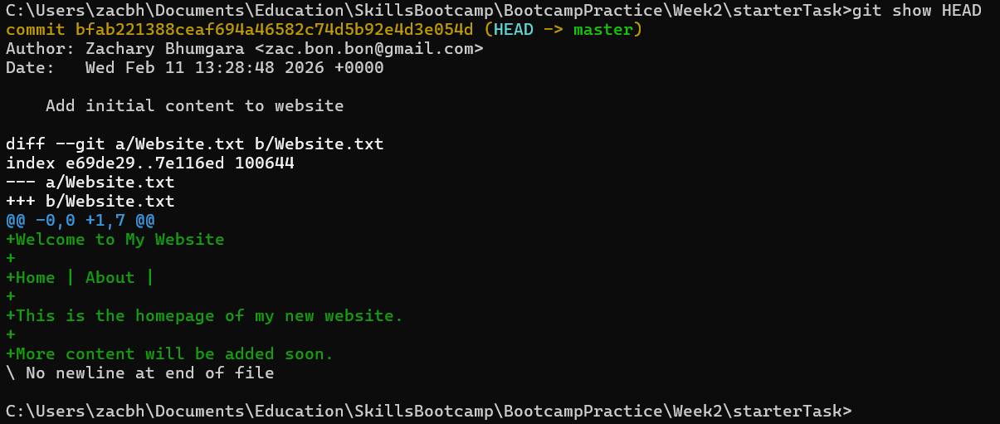 C:\Users\zacbh\Documents\Education\SkillsBootcamp\BootcampPractice\Week2\starterTask>git show HEAD
commit bfab221388ceaf694a46582c74d5b92e4d3e054d (HEAD -> master)
Author: Zachary Bhumgara <zac.bon.bon@gmail.com>
Date:   Wed Feb 11 13:28:48 2026 +0000

    Add initial content to website

diff --git a/Website.txt b/Website.txt
index e69de29..7e116ed 100644
--- a/Website.txt
+++ b/Website.txt
@@ -0,0 +1,7 @@
+Welcome to My Website
+
+Home | About |
+
+This is the homepage of my new website.
+
+More content will be added soon.
\ No newline at end of file

C:\Users\zacbh\Documents\Education\SkillsBootcamp\BootcampPractice\Week2\starterTask>